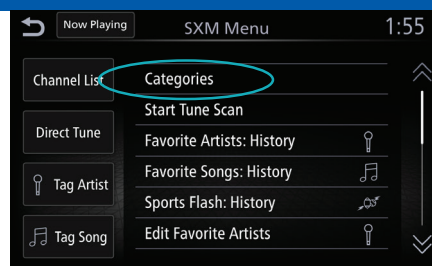 Now Playing
SXM Menu
1:55
Channel List
Direct Tune
Tag Artist
Tag Song
Categories
Start Tune Scan
Favorite Artists: History
Favorite Songs: History
Sports Flash: History
Edit Favorite Artists